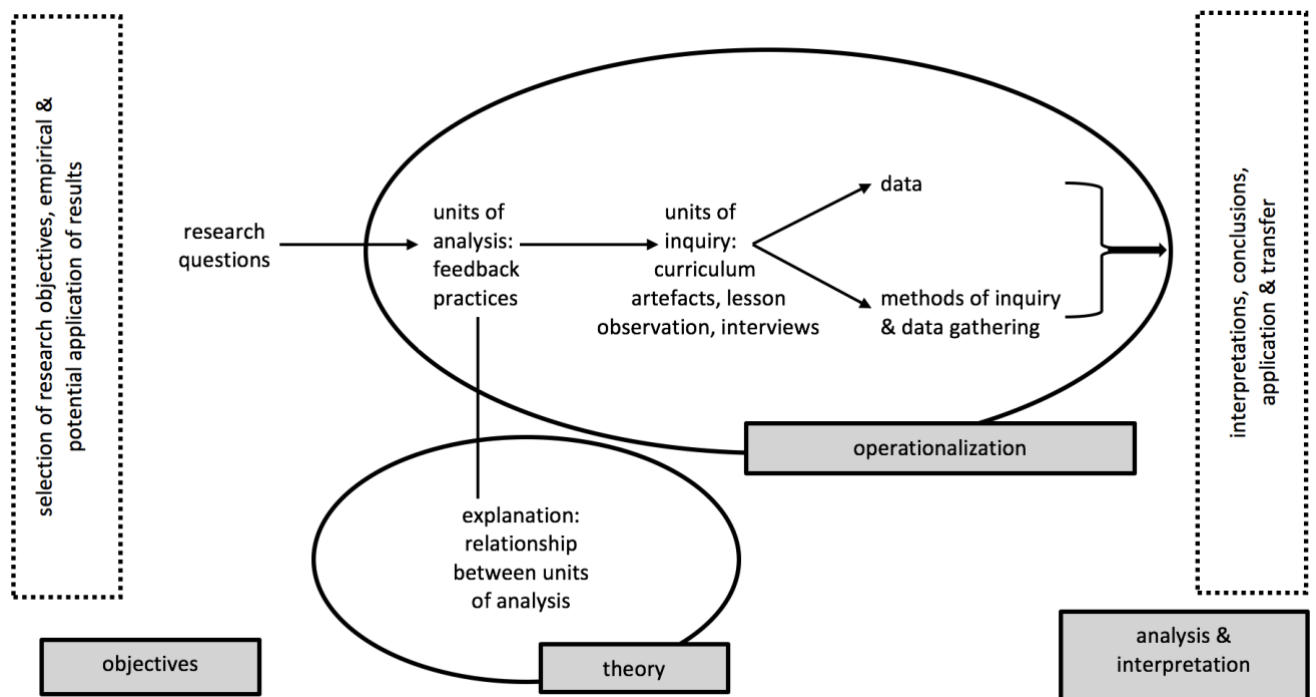 selection of research objectives, empirical &
potential application of results
research
questions
units of
analysis:
feedback
practices
units of
inquiry:
curriculum
artefacts, lesson
observation, interviews
data
methods of inquiry
& data gathering
interpretations, conclusions,
application & transfer
operationalization
explanation:
relationship
between units
of analysis
objectives
theory
analysis &
interpretation